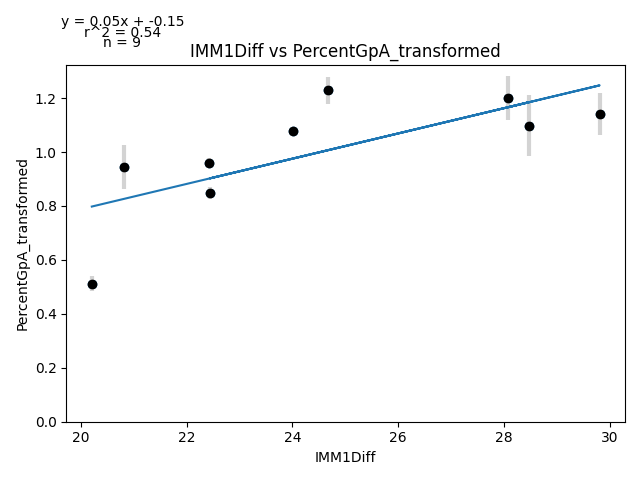 y = 0.05x + -0.15
r^2 = 0.54
n = 9
IMM1Diff vs PercentGpA_transformed
PercentGpA_transformed
1.2
1.0
0.8
0.6
0.4
0.2
0.0
20 22 24 26 28 30
IMM1Diff